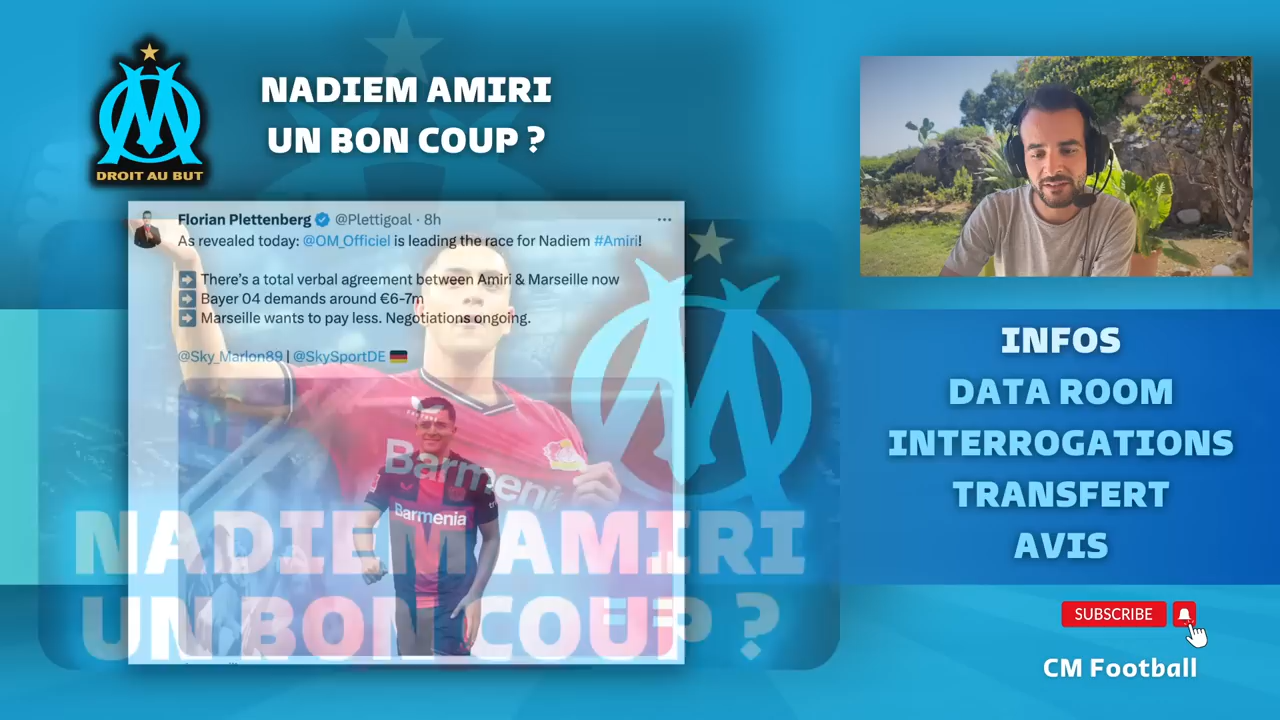 DROIT AU BUT
NADIEM AMIRI
UN BON COUP ?
Florian Plettenberg @Plettigoal · 8h
As revealed today: @OM_Officiel is leading the race for Nadiem #Amiri!
There's a total verbal agreement between Amiri & Marseille now
Bayer 04 demands around €6-7m
Marseille wants to pay less. Negotiations ongoing.
@Sky_Marlon89 | @SkySportDE
Barmenia
Barmenia
NADIEM AMIRI
UN BON COUP ?
INFOS
DATA ROOM
INTERROGATIONS
TRANSFERT
AVIS
SUBSCRIBE
CM Football